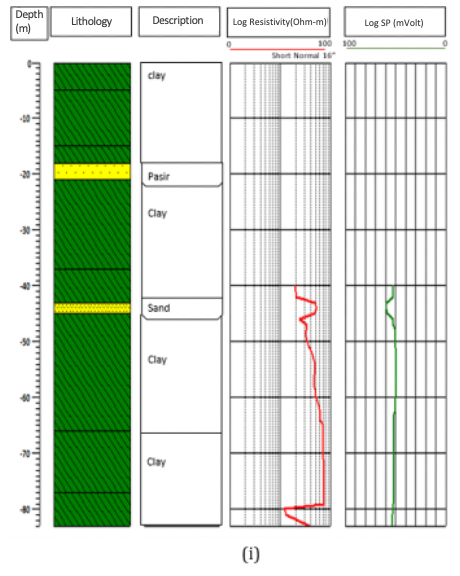 Depth
(m)
Lithology
Description
Log Resistivity(Ohm-m)
Log SP (mVolt)
0
100
100
0
Short Normal 16"
0
clay
-10
-20
Pasir
Clay
-30
-40
Sand
-50
Clay
-60
-70
Clay
-80
(i)